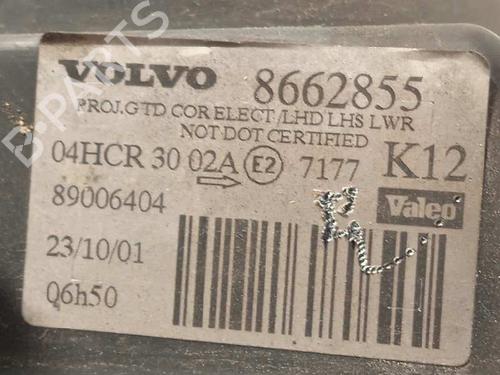 B-PARTS
VOLVO 8662855
PROJ.GTD COR ELECT/LHD LHS LWR
NOT DOT CERTIFIED
04HCR 30 02A E2 7177 K12
89006404 Valeo
23/10/01
06h50